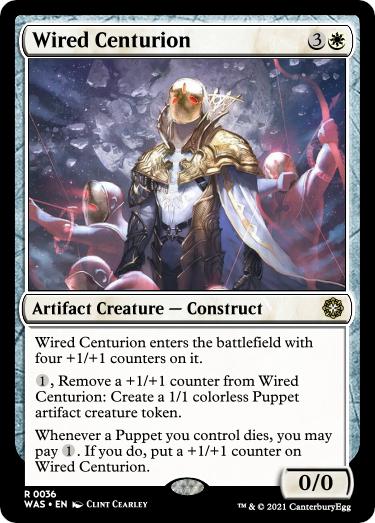 Wired Centurion 3
Artifact Creature — Construct
Wired Centurion enters the battlefield with
four +1/+1 counters on it.
1, Remove a +1/+1 counter from Wired
Centurion: Create a 1/1 colorless Puppet
artifact creature token.
Whenever a Puppet you control dies, you may
pay 1. If you do, put a +1/+1 counter on
Wired Centurion.
0/0
R 0036
WAS • EN CLINT CEARLEY
™ & © 2021 CanterburyEgg